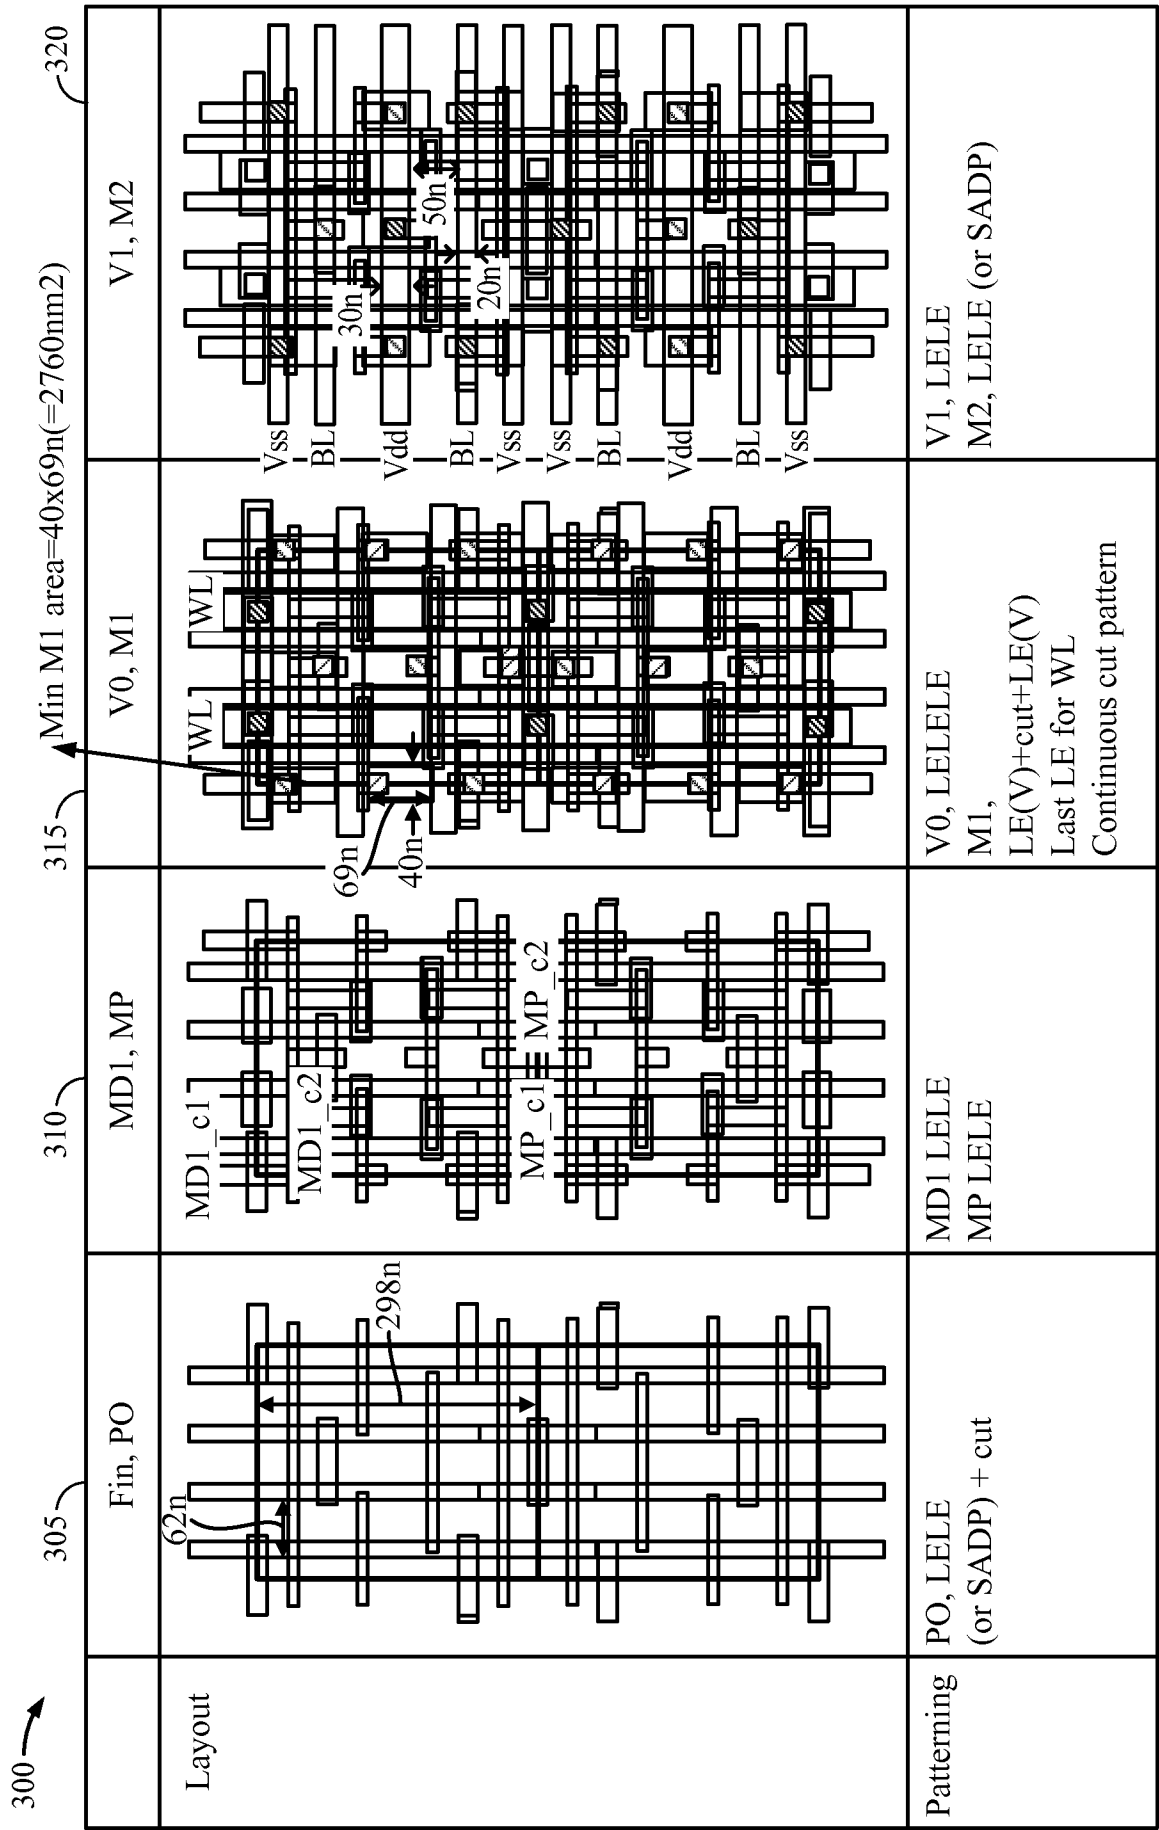 300
305
310
315
320
Min M1 area=40x69n(=2760nm2)
Fin, PO
MD1, MP
V0, M1
V1, M2
Layout
62n
298n
MD1_c1
MD1_c2
MP_c1
MP_c2
WL
WL
69n
40n
Vss
BL
Vdd
BL
Vss
Vss
BL
Vdd
BL
Vss
30n
50n
20n
Patterning
PO, LELE
(or SADP) + cut
MD1 LELE
MP LELE
V0, LELELE
M1,
LE(V)+cut+LE(V)
Last LE for WL
Continuous cut pattern
V1, LELE
M2, LELE (or SADP)